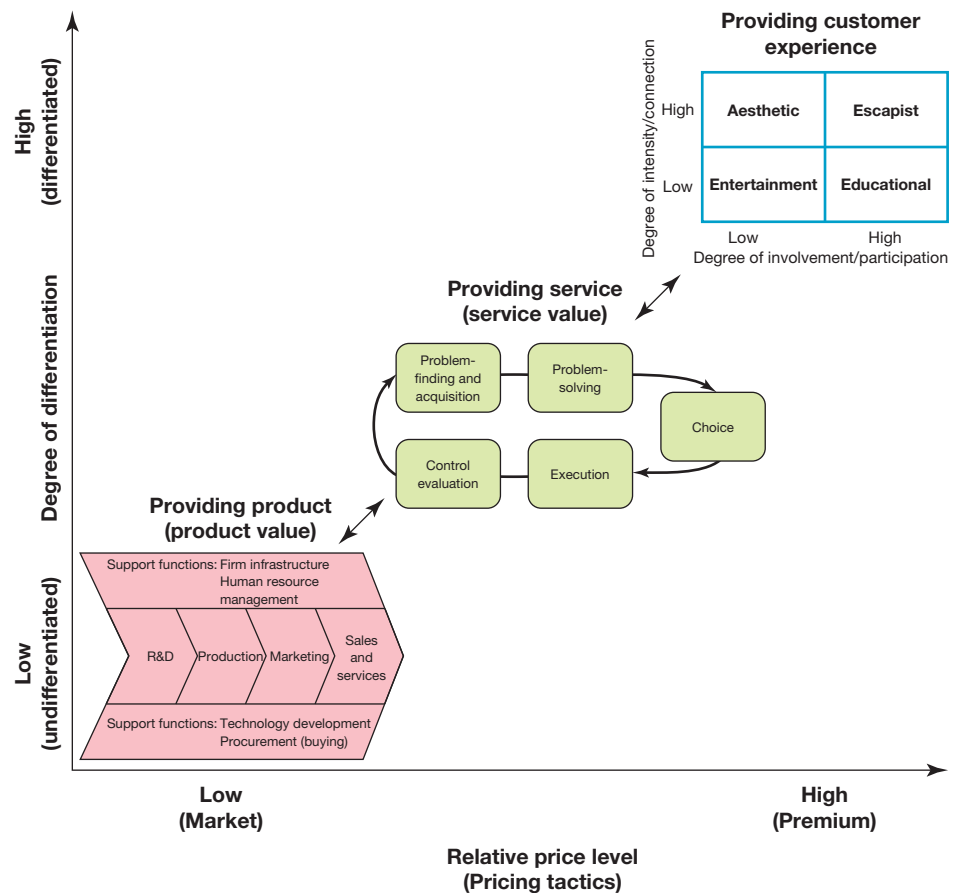 Providing customer
experience
High
(differentiated)
Degree of intensity/connection
High
Aesthetic
Escapist
Low
Entertainment
Educational
Low
High
Degree of involvement/participation
Degree of differentiation
Providing service
(service value)
Problem-
finding and
acquisition
Problem-
solving
Choice
Control
evaluation
Execution
Providing product
(product value)
Low
(undifferentiated)
Support functions: Firm infrastructure
Human resource
management
R&D
Production
Marketing
Sales
and
services
Support functions: Technology development
Procurement (buying)
Low
(Market)
High
(Premium)
Relative price level
(Pricing tactics)